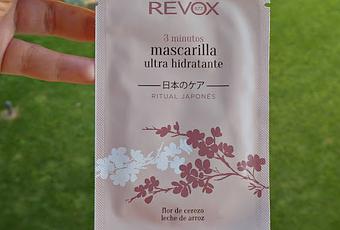 REVOX
3 minutos
mascarilla
ultra hidratante
日本のケア
RITUAL JAPONÉS
flor de cerezo
leche de arroz